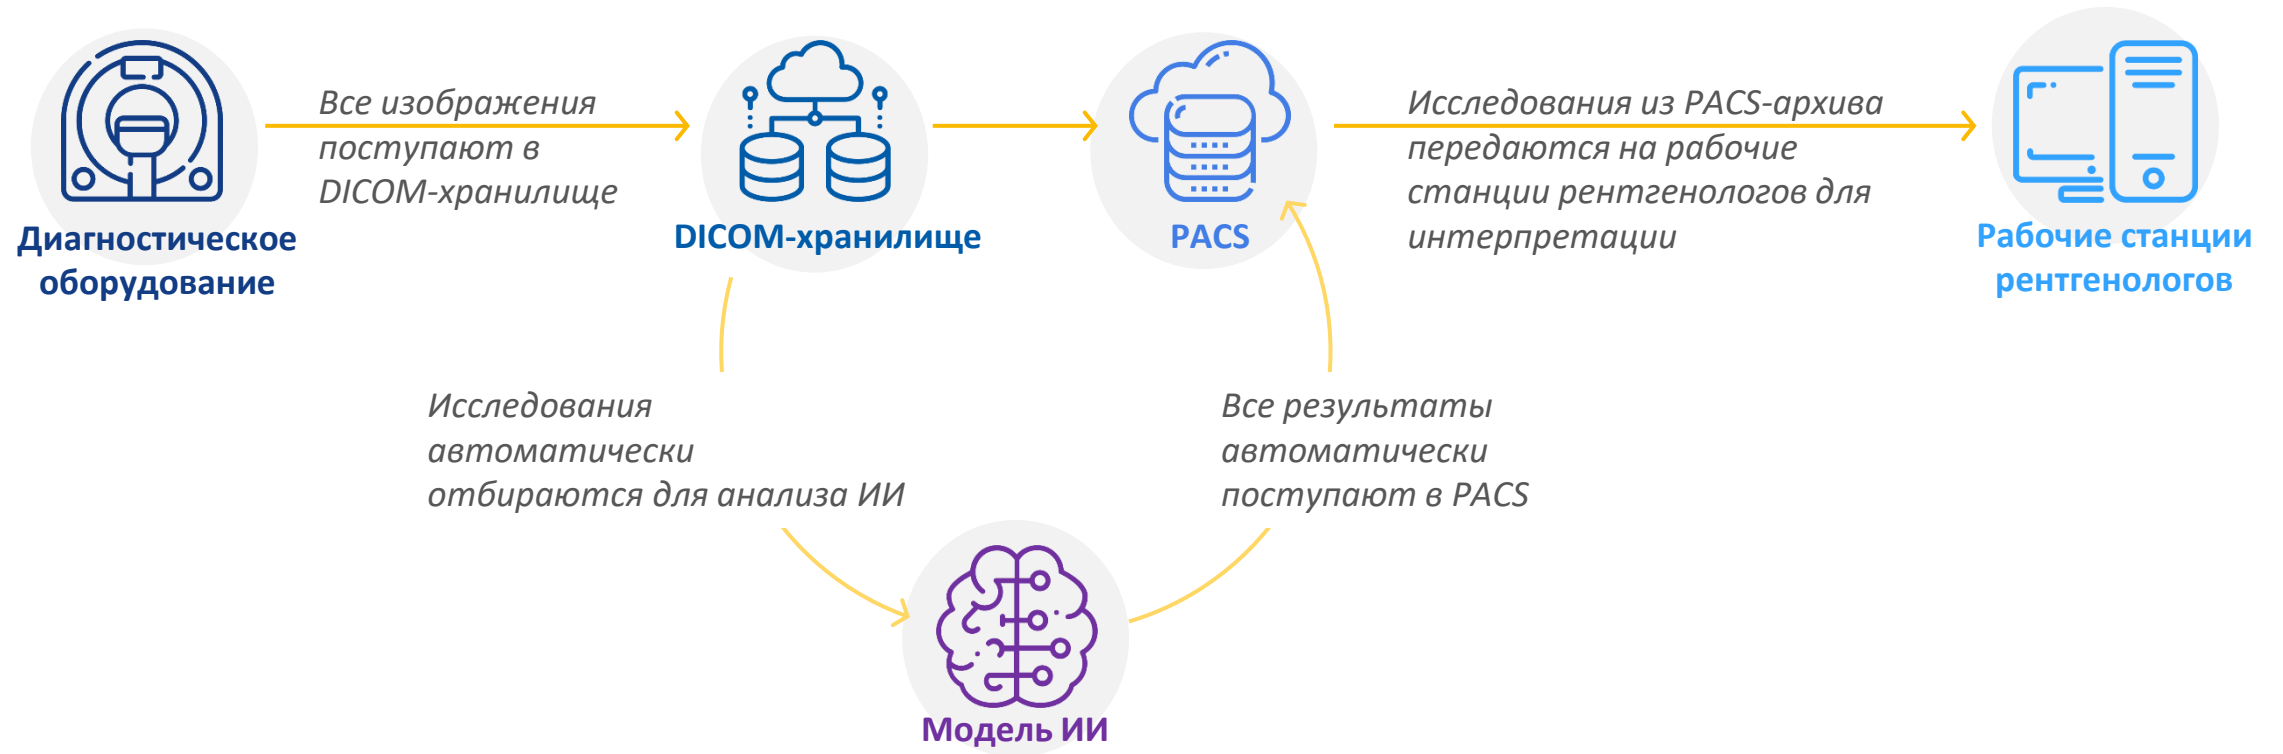 Все изображения
поступают в
DICOM-хранилище
Диагностическое
оборудование
DICOM-хранилище
PACS
Исследования из PACS-архива
передаются на рабочие
станции рентгенологов для
интерпретации
Рабочие станции
рентгенологов
Исследования
автоматически
отбираются для анализа ИИ
Все результаты
автоматически
поступают в PACS
Модель ИИ